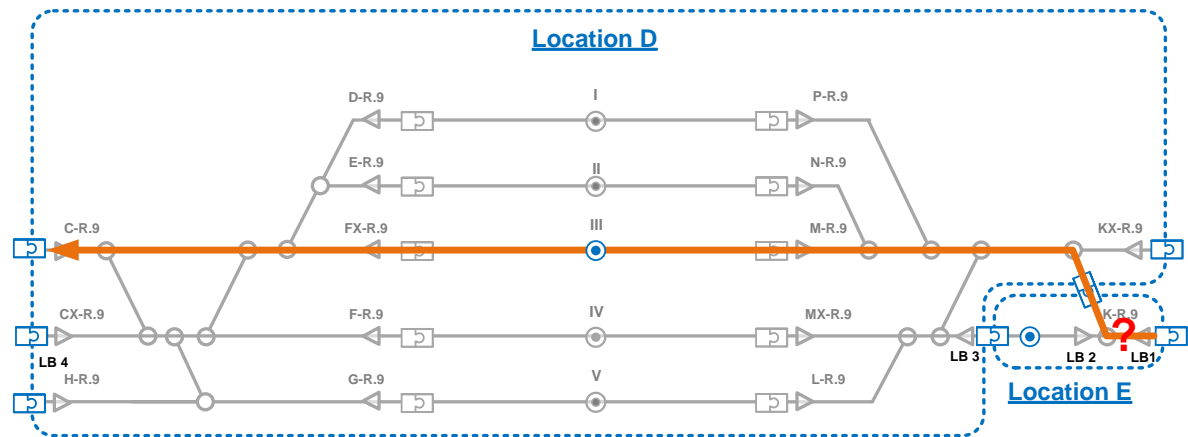 Location D
D-R.9
I
P-R.9
E-R.9
II
N-R.9
C-R.9
FX-R.9
III
M-R.9
KX-R.9
CX-R.9
F-R.9
IV
MX-R.9
K-R.9
?
LB 4
LB 3
LB 2
LB1
H-R.9
G-R.9
V
L-R.9
Location E